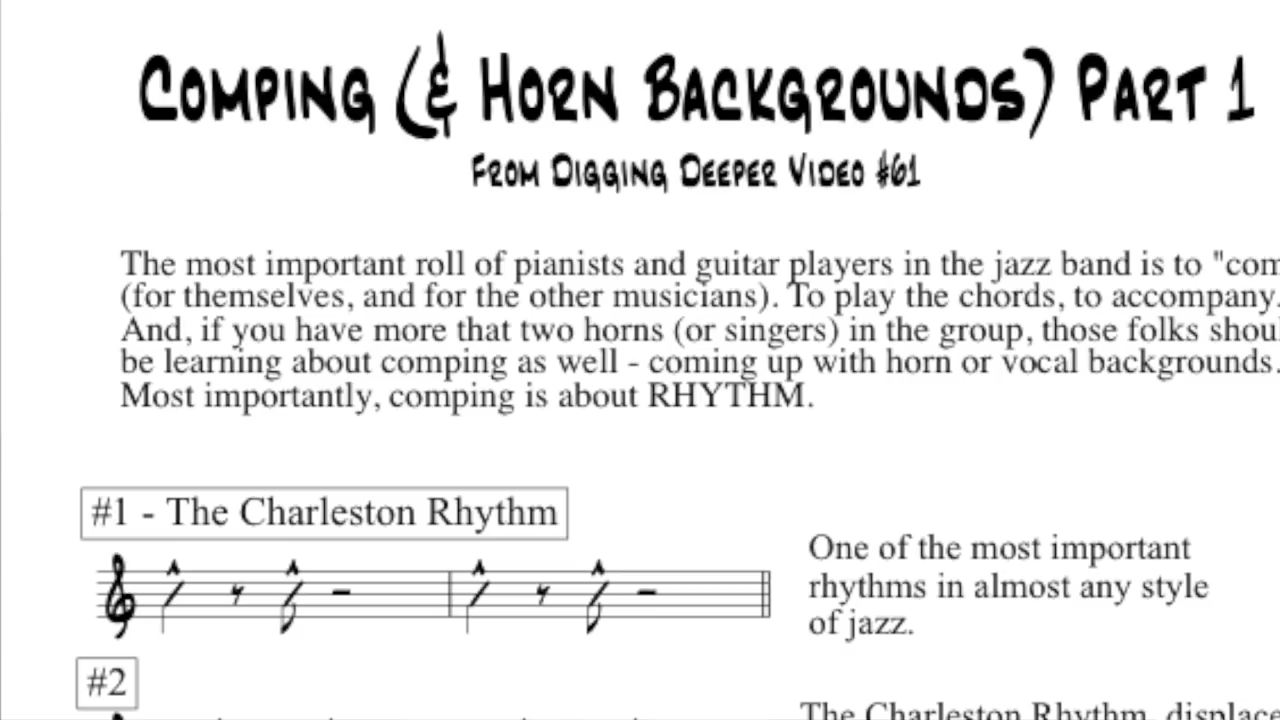 Comping (& Horn Backgrounds) Part 1
From Digging Deeper Video #61
The most important roll of pianists and guitar players in the jazz band is to "com
(for themselves, and for the other musicians). To play the chords, to accompany.
And, if you have more that two horns (or singers) in the group, those folks shou
be learning about comping as well - coming up with horn or vocal backgrounds.
Most importantly, comping is about RHYTHM.
#1 - The Charleston Rhythm
One of the most important
rhythms in almost any style
of jazz.
#2
The Charleston Rhythm, displace